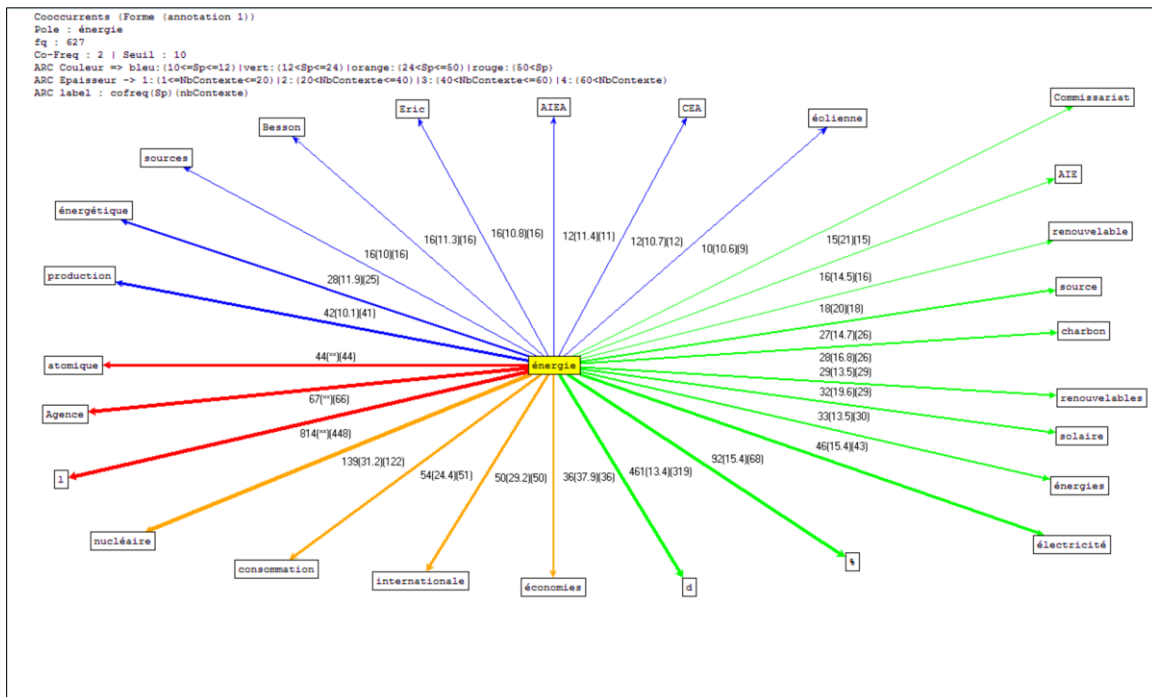 Cooccurrents (Forme (annotation 1))
Pole : énergie
fq : 627
Co-Freq : 2 | Seuil : 10
ARC Couleur => bleu:(10<=Sp<=12)|vert:(12<Sp<=24)|orange:(24<Sp<=50)|rouge:(50<Sp)
ARC Epaisseur -> 1:(1<=NbContexte<=20)|2:(20<NbContexte<=40)|3:(40<NbContexte<=60)|4:(60<NbContexte)
ARC label : cofreq(Sp)(nbContexte)
Commissariat
Eric
AIEA
CEA
éolienne
Besson
sources
AIE
énergétique
renouvelable
production
source
charbon
16(10)(16)
16(11.3)(16)
16(10.8)(16)
12(11.4)(11)
12(10.7)(12)
10(10.6)(9)
15(21)(15)
28(11.9)(25)
16(14.5)(16)
42(10.1)(41)
18(20)(18)
27(14.7)(26)
atomique
44(**)(44)
énergie
28(16.8)(26)
29(13.5)(29)
renouvelables
Agence
67(**)(66)
32(19.6)(29)
33(13.5)(30)
solaire
814(**)(448)
46(15.4)(43)
139(31.2)(122)
54(24.4)(51)
50(29.2)(50)
36(37.9)(36)
461(13.4)(319)
92(15.4)(68)
l
énergies
nucléaire
électricité
consommation
internationale
économies
d
%